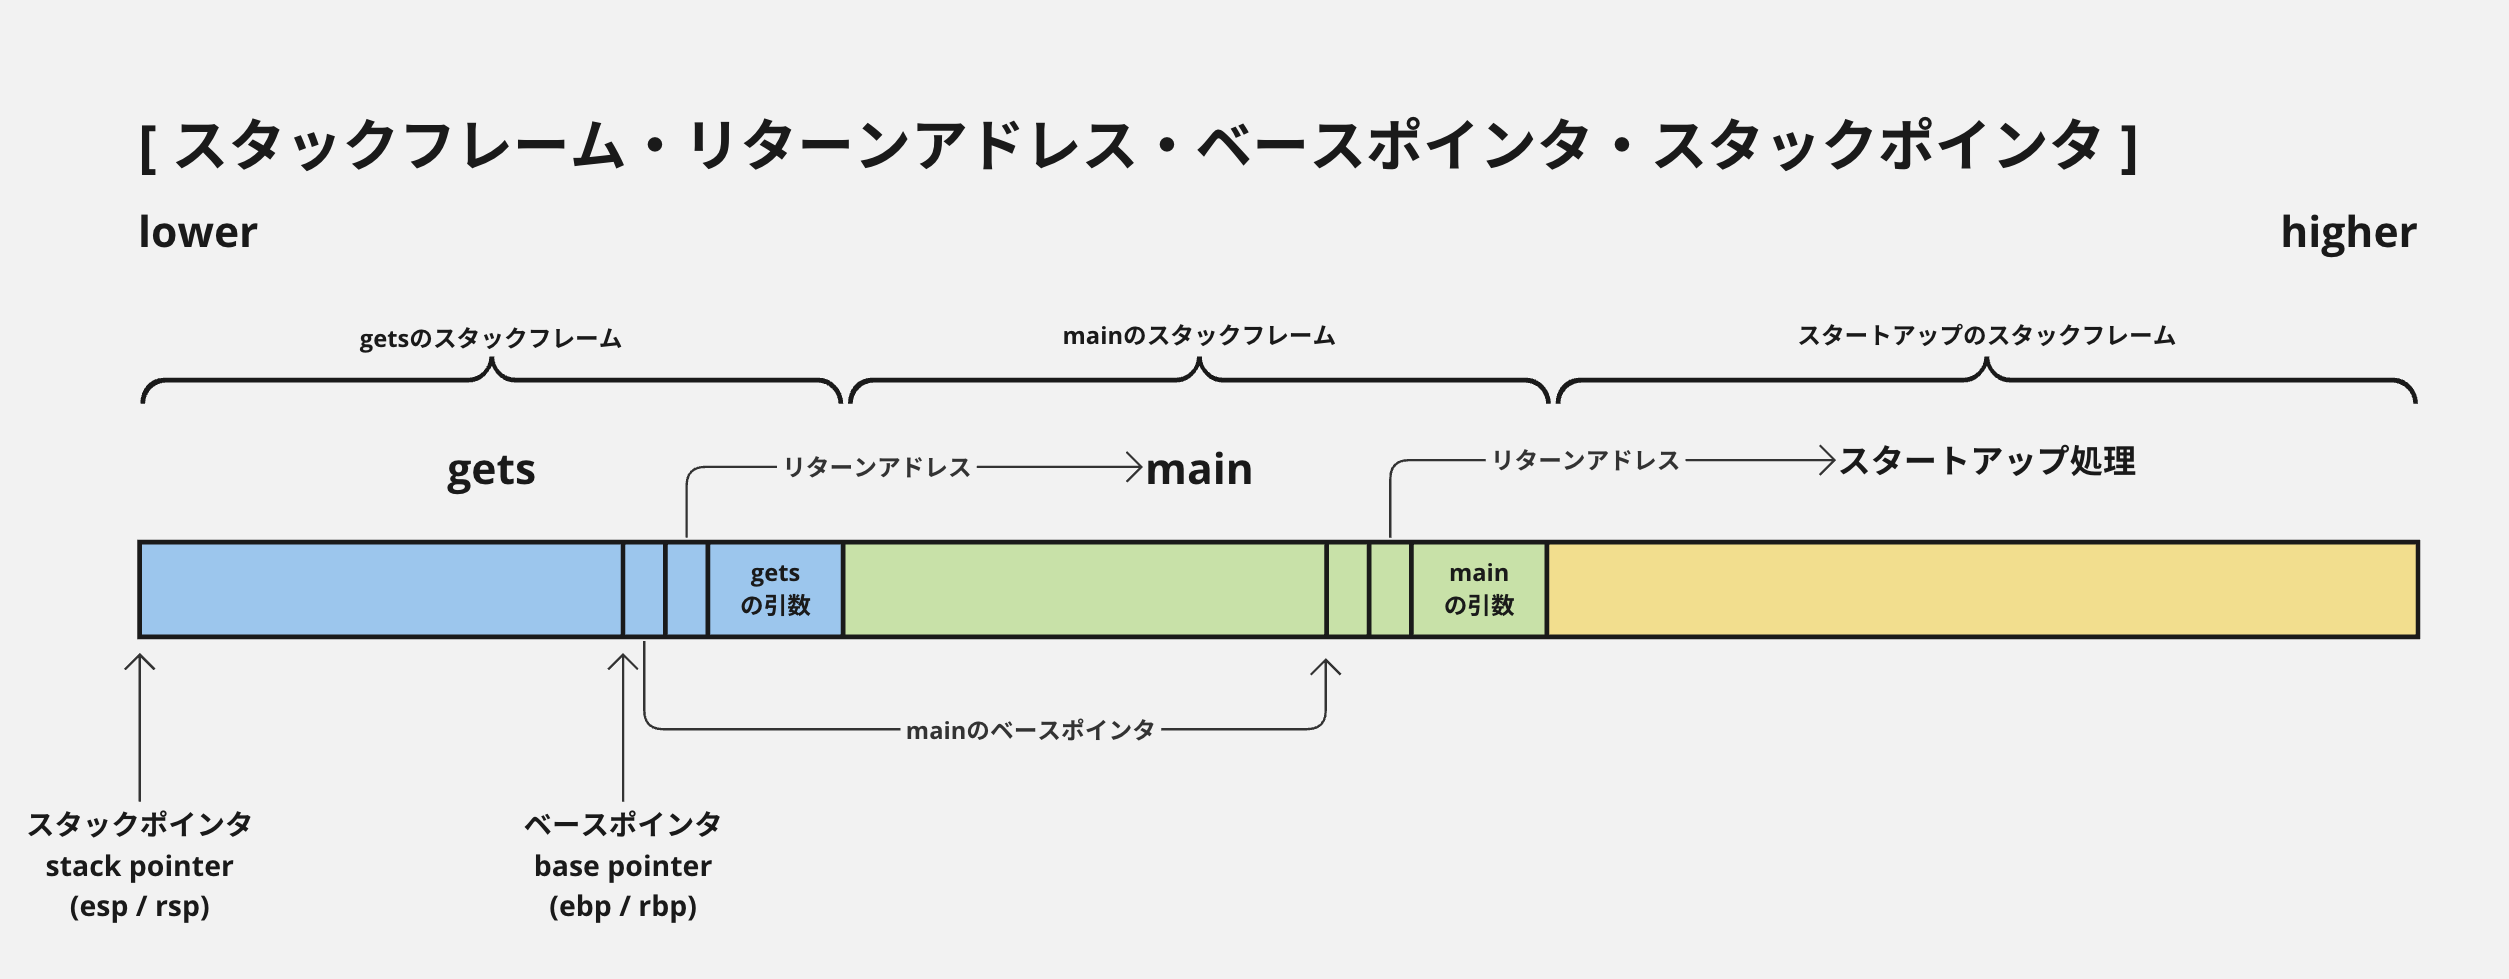 [ スタックフレーム・リターンアドレス・ベースポインタ・スタックポインタ ]
lower
higher
getsのスタックフレーム
mainのスタックフレーム
スタートアップのスタックフレーム
gets
リターンアドレス
main
リターンアドレス
スタートアップ処理
gets
の引数
main
の引数
mainのベースポインタ
スタックポインタ
stack pointer
(esp / rsp)
ベースポインタ
base pointer
(ebp / rbp)